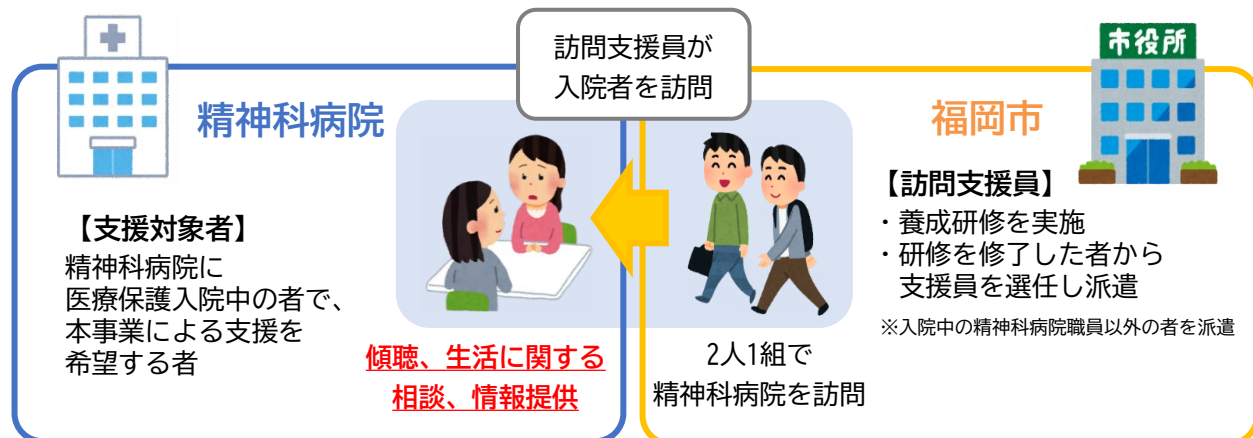 訪問支援員が
入院者を訪問
精神科病院
【支援対象者】
精神科病院に
医療保護入院中の者で、
本事業による支援を
希望する者
傾聴、生活に関する
相談、情報提供
市役所
福岡市
【訪問支援員】
・養成研修を実施
・研修を修了した者から
支援員を選任し派遣
※入院中の精神科病院職員以外の者を派遣
2人1組で
精神科病院を訪問